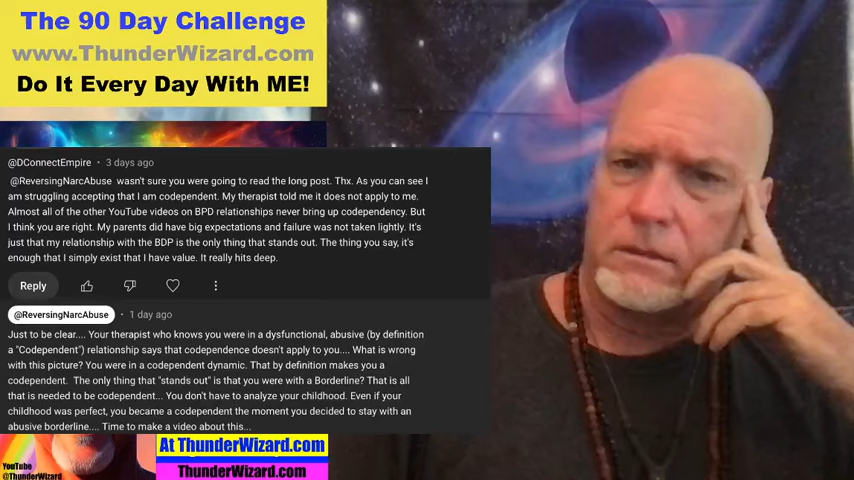 The 90 Day Challenge
www.ThunderWizard.com
Do It Every Day With ME!
@DConnectEmpire • 3 days ago
@ReversingNarcAbuse wasn't sure you were going to read the long post. Thx. As you can see I
am struggling accepting that I am codependent. My therapist told me it does not apply to me.
Almost all of the other YouTube videos on BPD relationships never bring up codependency. But
I think you are right. My parents did have big expectations and failure was not taken lightly. It's
just that my relationship with the BDP is the only thing that stands out. The thing you say, it's
enough that I simply exist that I have value. It really hits deep.
Reply
@ReversingNarcAbuse • 1 day ago
Just to be clear.... Your therapist who knows you were in a dysfunctional, abusive (by definition
a "Codependent") relationship says that codependence doesn't apply to you.... What is wrong
with this picture? You were in a codependent dynamic. That by definition makes you a
codependent. The only thing that "stands out" is that you were with a Borderline? That is all
that is needed to be codependent... You don't have to analyze your childhood. Even if your
childhood was perfect, you became a codependent the moment you decided to stay with an
abusive borderline.... Time to make a video about this...
At ThunderWizard.com
YouTube
@ThunderWizard
ThunderWizard.com